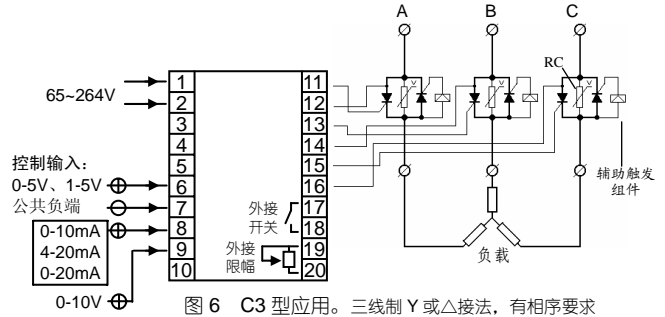 A B C
RC
65~264V
1 11
2 12
3 13
4 14
5 15
6 16
7 17
8 18
9 19
10 20
控制输入：
0-5V、1-5V
公共负端
0-10mA
4-20mA
0-20mA
0-10V
外接
开关
外接
限幅
辅助触发
组件
负载
图 6 C3 型应用。三线制 Y 或△接法，有相序要求